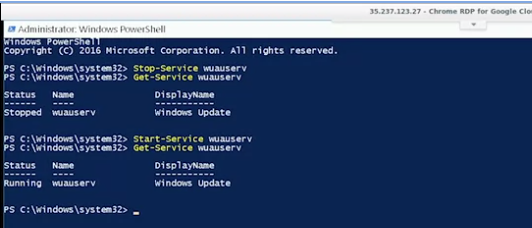 35.237.123.27 - Chrome RDP for Google Clo
Administrator: Windows PowerShell
Windows PowerShell
Copyright (C) 2016 Microsoft Corporation. All rights reserved.
PS C:\Windows\system32> Stop-Service wuauserv
PS C:\Windows\system32> Get-Service wuauserv
Status   Name               DisplayName
------   ----               -----------
Stopped  wuauserv           Windows Update
PS C:\Windows\system32> Start-Service wuauserv
PS C:\Windows\system32> Get-Service wuauserv
Status   Name               DisplayName
------   ----               -----------
Running  wuauserv           Windows Update
PS C:\Windows\system32> _